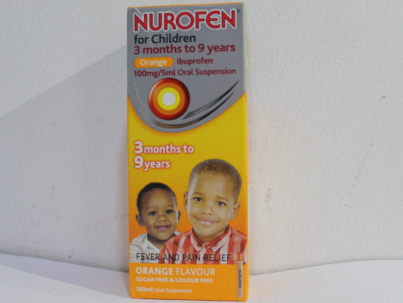 NUROFEN
for Children
3 months to 9 years
Orange Ibuprofen
100mg/5ml Oral Suspension
3 months to
9 years
FEVER AND PAIN RELIEF
ORANGE FLAVOUR
SUGAR FREE & COLOUR FREE
100ml Oral Suspension